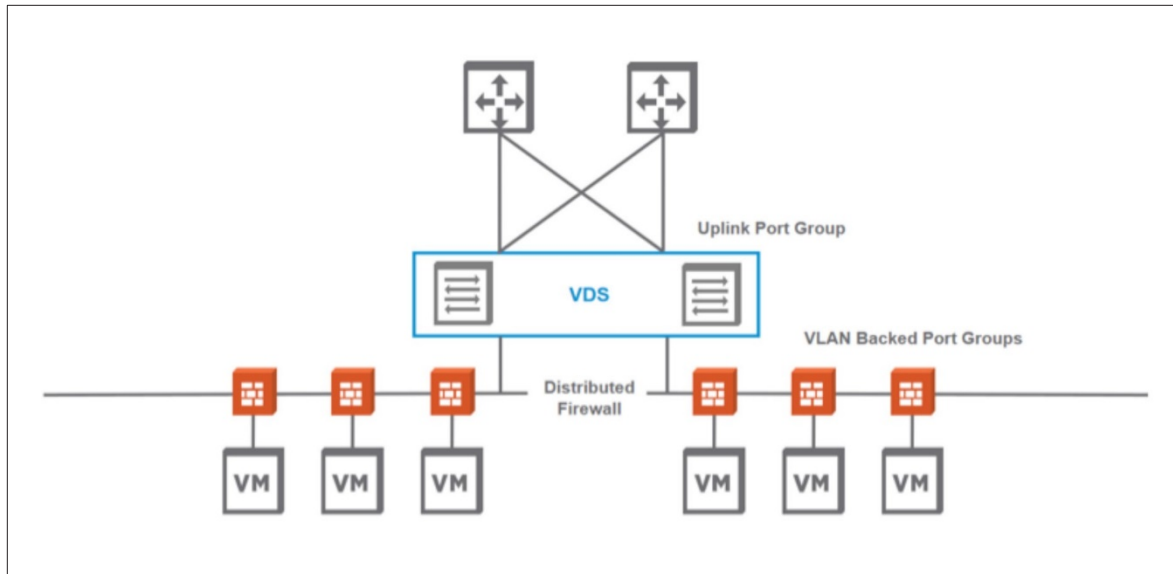 Uplink Port Group
VDS
VLAN Backed Port Groups
Distributed
Firewall
VM
VM
VM
VM
VM
VM